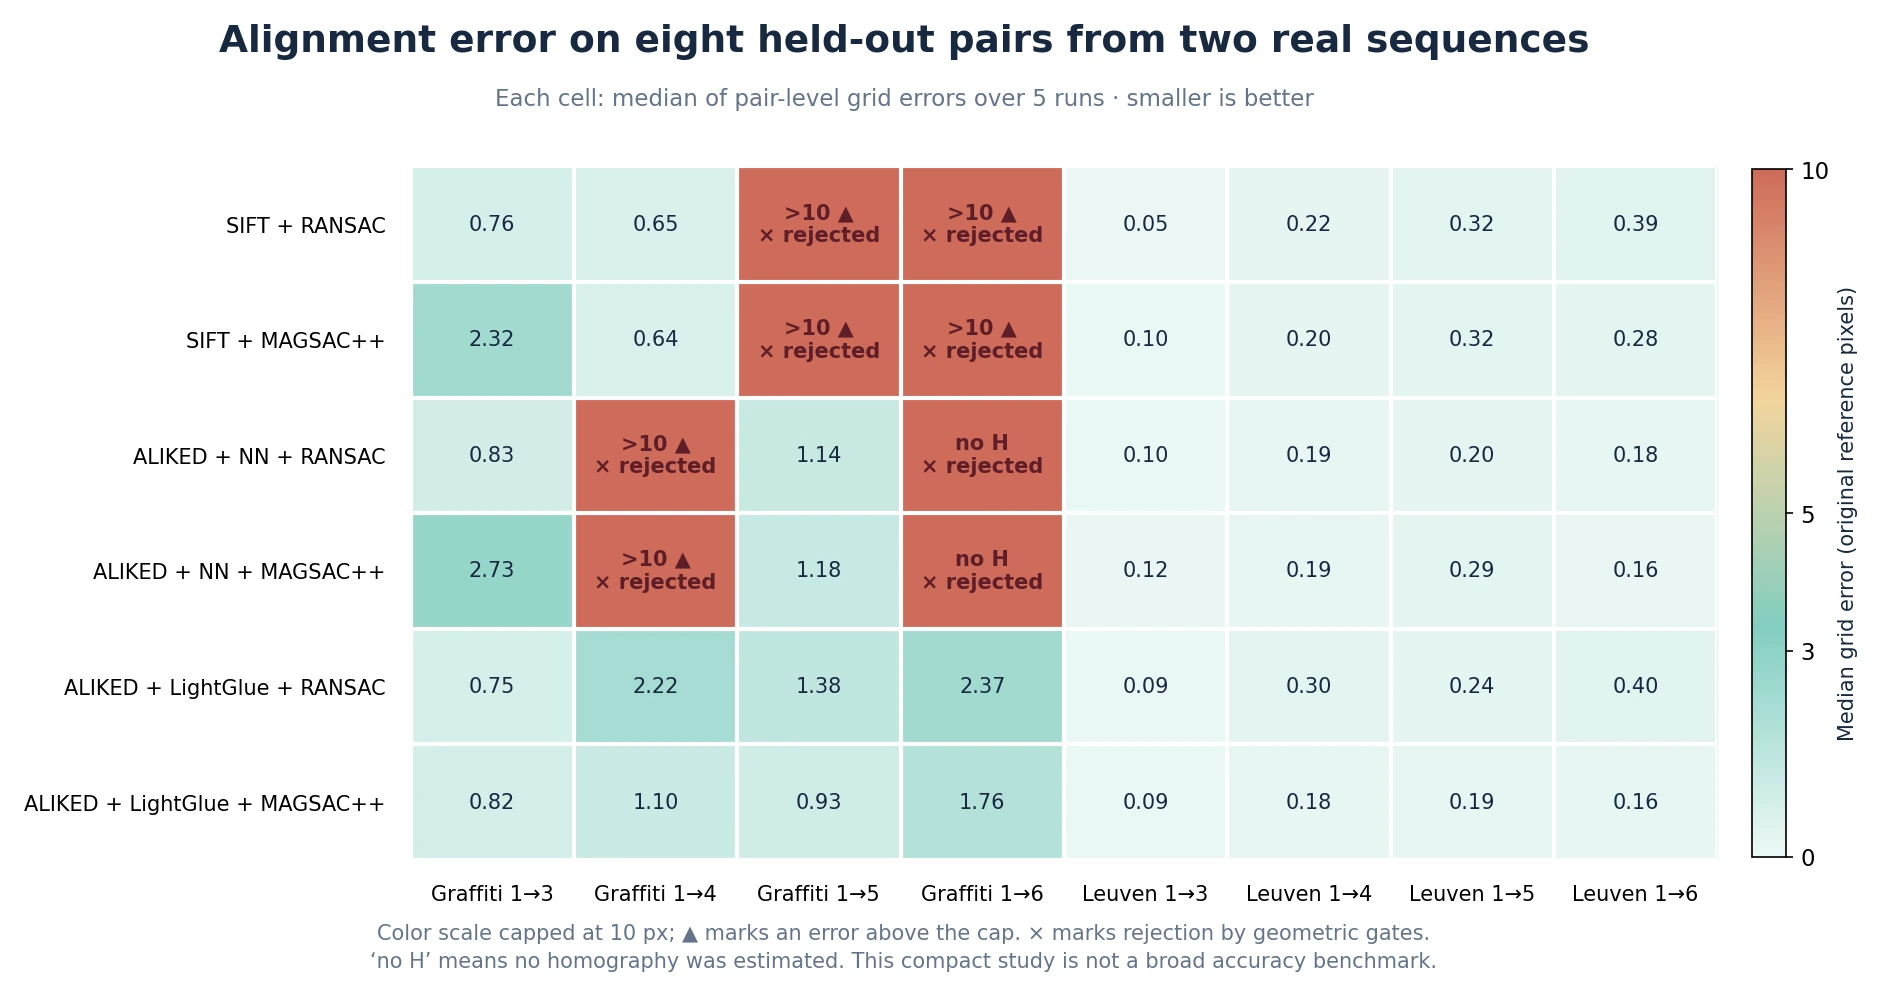 Alignment error on eight held-out pairs from two real sequences
Each cell: median of pair-level grid errors over 5 runs · smaller is better
SIFT + RANSAC 0.76 0.65 >10 ▲ × rejected >10 ▲ × rejected 0.05 0.22 0.32 0.39
SIFT + MAGSAC++ 2.32 0.64 >10 ▲ × rejected >10 ▲ × rejected 0.10 0.20 0.32 0.28
ALIKED + NN + RANSAC 0.83 >10 ▲ × rejected 1.14 no H × rejected 0.10 0.19 0.20 0.18
ALIKED + NN + MAGSAC++ 2.73 >10 ▲ × rejected 1.18 no H × rejected 0.12 0.19 0.29 0.16
ALIKED + LightGlue + RANSAC 0.75 2.22 1.38 2.37 0.09 0.30 0.24 0.40
ALIKED + LightGlue + MAGSAC++ 0.82 1.10 0.93 1.76 0.09 0.18 0.19 0.16
Graffiti 1→3 Graffiti 1→4 Graffiti 1→5 Graffiti 1→6 Leuven 1→3 Leuven 1→4 Leuven 1→5 Leuven 1→6
10
5
3
0
Median grid error (original reference pixels)
Color scale capped at 10 px; ▲ marks an error above the cap. × marks rejection by geometric gates.
‘no H’ means no homography was estimated. This compact study is not a broad accuracy benchmark.